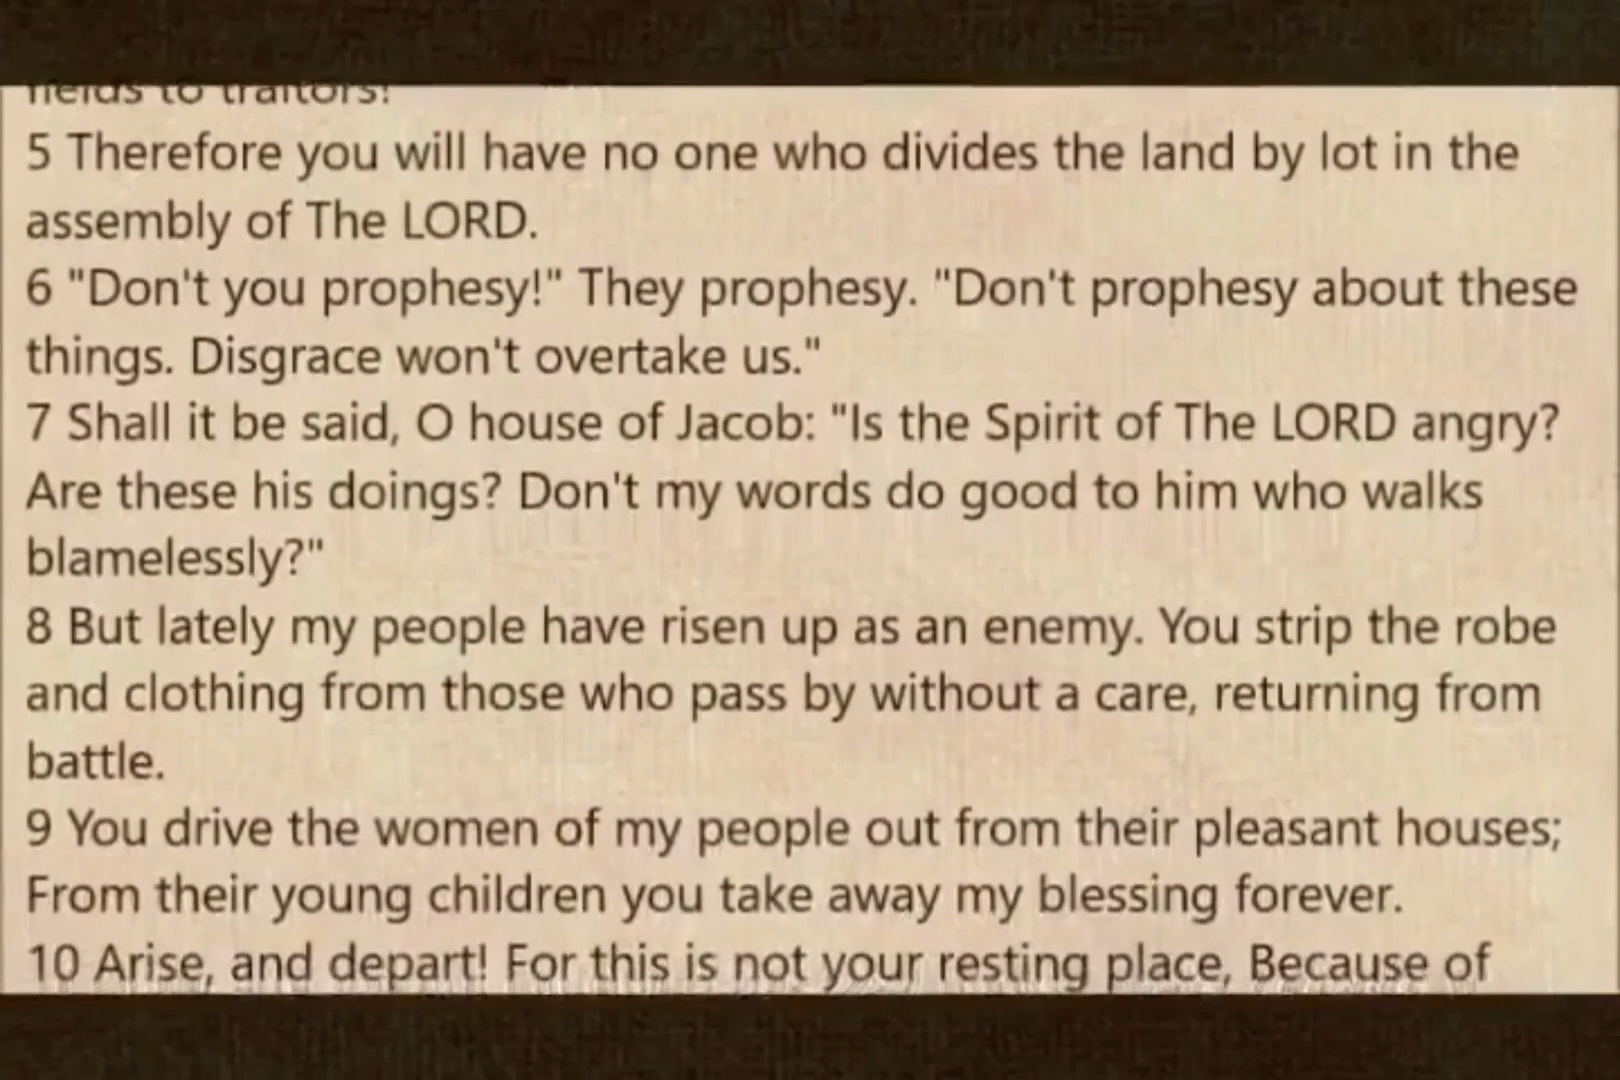 fields to traitors!
5 Therefore you will have no one who divides the land by lot in the
assembly of The LORD.
6 "Don't you prophesy!" They prophesy. "Don't prophesy about these
things. Disgrace won't overtake us."
7 Shall it be said, O house of Jacob: "Is the Spirit of The LORD angry?
Are these his doings? Don't my words do good to him who walks
blamelessly?"
8 But lately my people have risen up as an enemy. You strip the robe
and clothing from those who pass by without a care, returning from
battle.
9 You drive the women of my people out from their pleasant houses;
From their young children you take away my blessing forever.
10 Arise, and depart! For this is not your resting place, Because of